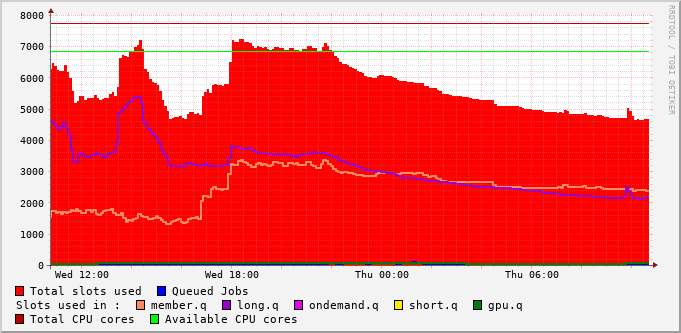 8000
7000
6000
5000
4000
3000
2000
1000
0
Wed 12:00 Wed 18:00 Thu 00:00 Thu 06:00
RRDTOOL / TOBI OETIKER
Total slots used Queued Jobs
Slots used in : member.q long.q ondemand.q short.q gpu.q
Total CPU cores Available CPU cores